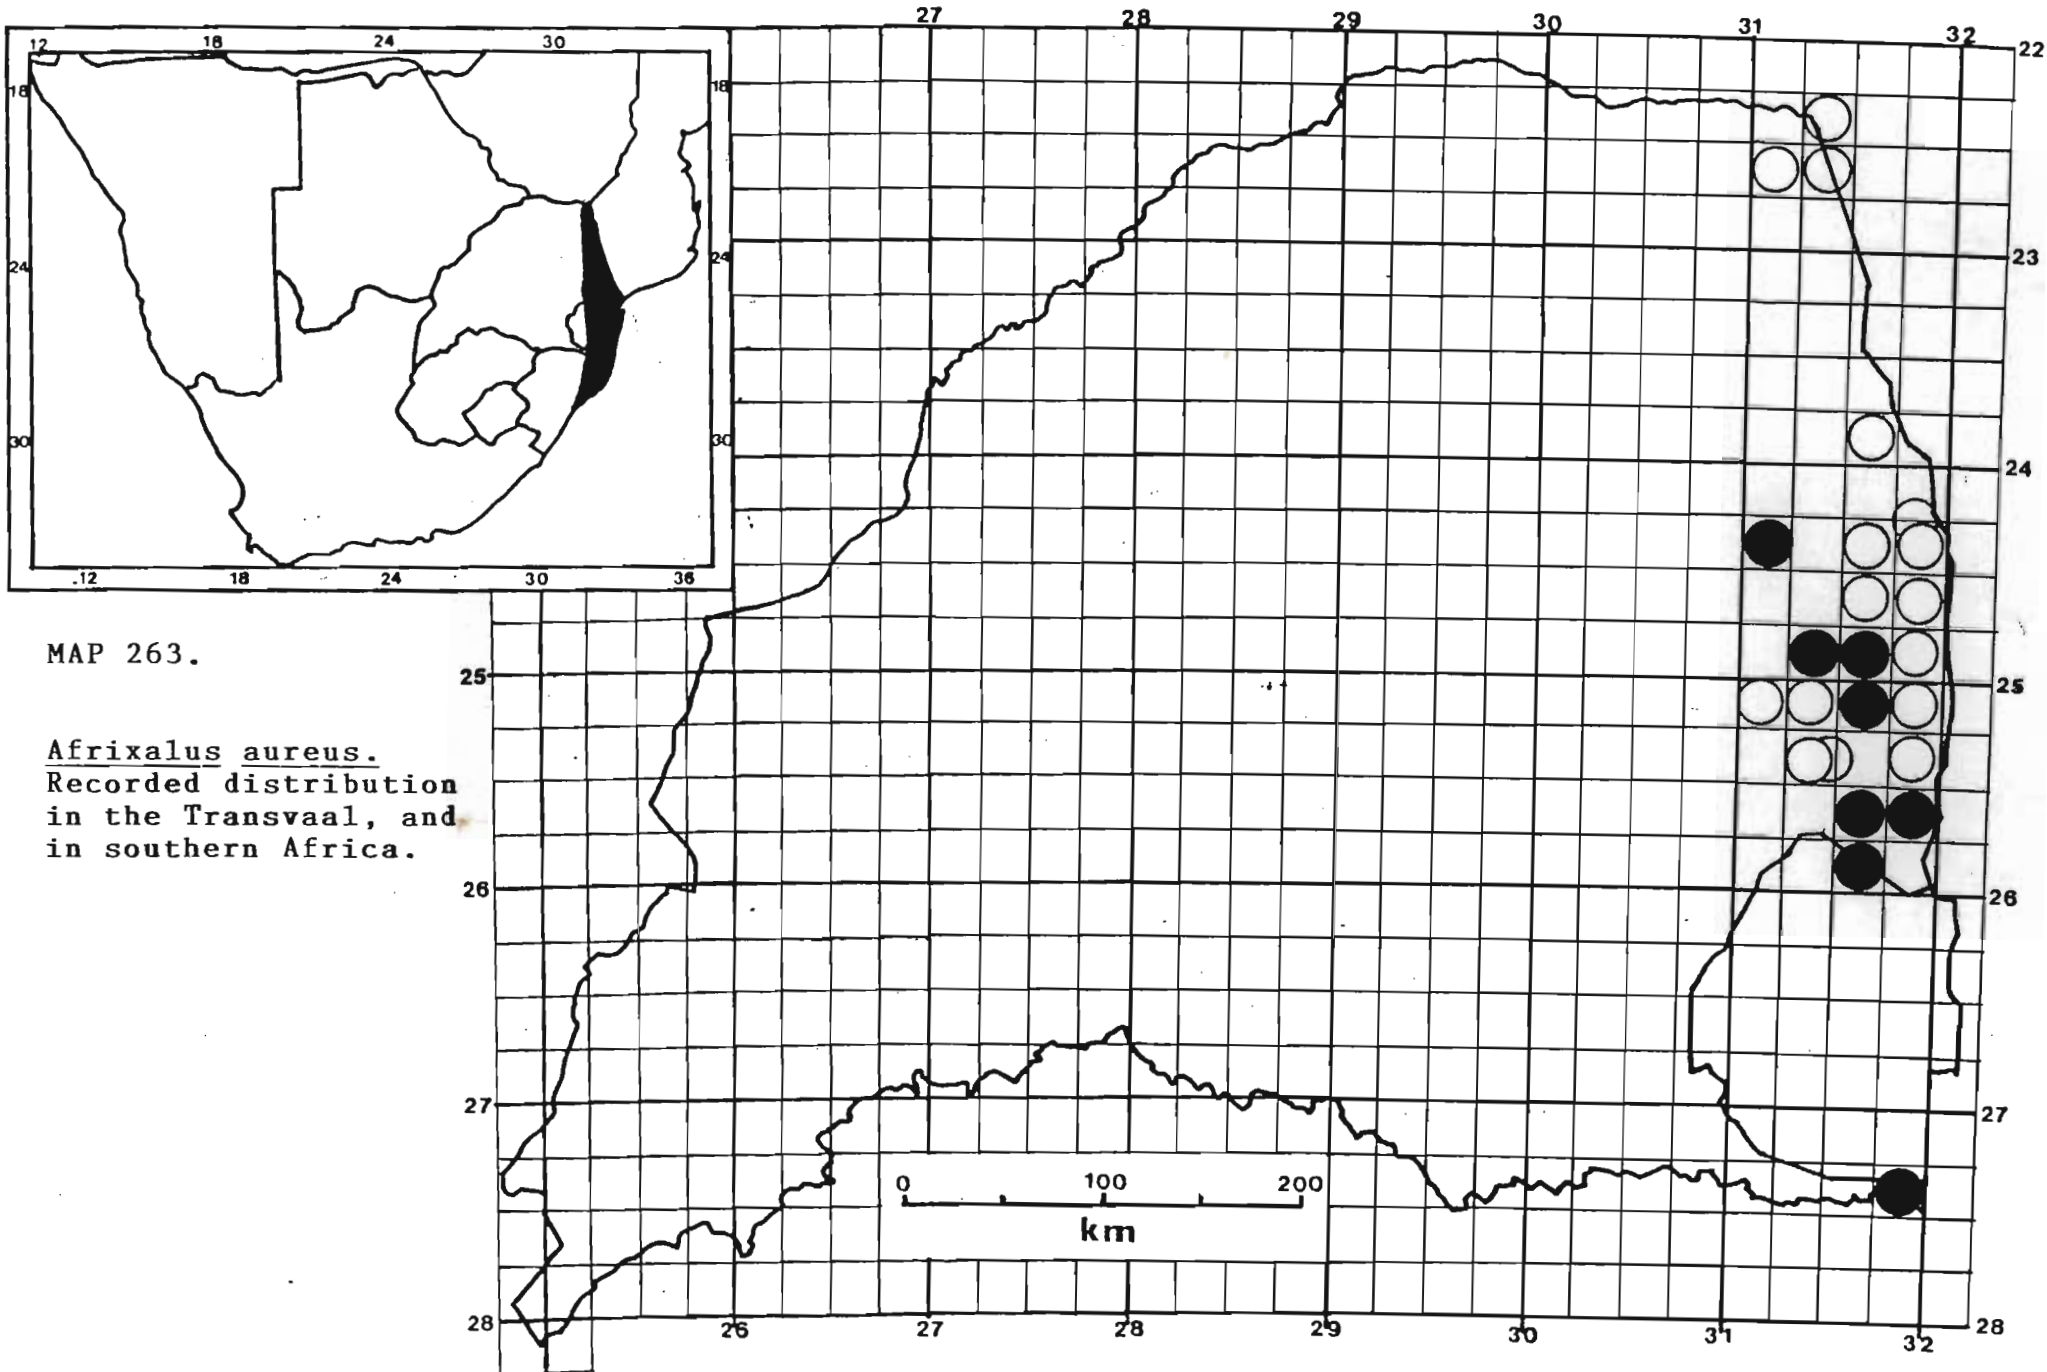 27 28 29 30 31 32
22
12 18 24 30
18 18
24 24
30 30
.12 18 24 30 36
23
24
MAP 263.
25 25
Afrixalus aureus.
Recorded distribution
in the Transvaal, and
in southern Africa.
26 26
27 27
0 100 200
km
28 28
26 27 28 29 30 31 32